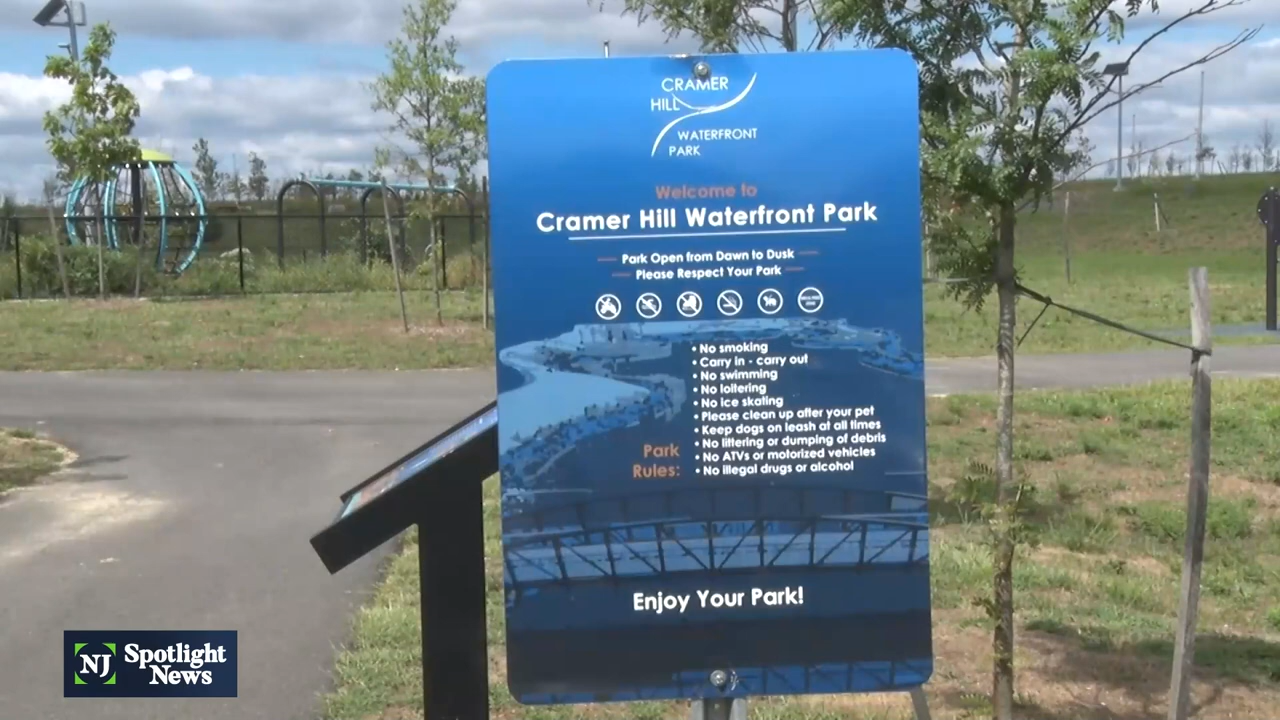 CRAMER
HILL
WATERFRONT
PARK
Welcome to
Cramer Hill Waterfront Park
Park Open from Dawn to Dusk
Please Respect Your Park
• No smoking
• Carry in - carry out
• No swimming
• No loitering
• No ice skating
• Please clean up after your pet
• Keep dogs on leash at all times
• No littering or dumping of debris
• No ATVs or motorized vehicles
• No illegal drugs or alcohol
Park
Rules:
Enjoy Your Park!
NJ Spotlight
News